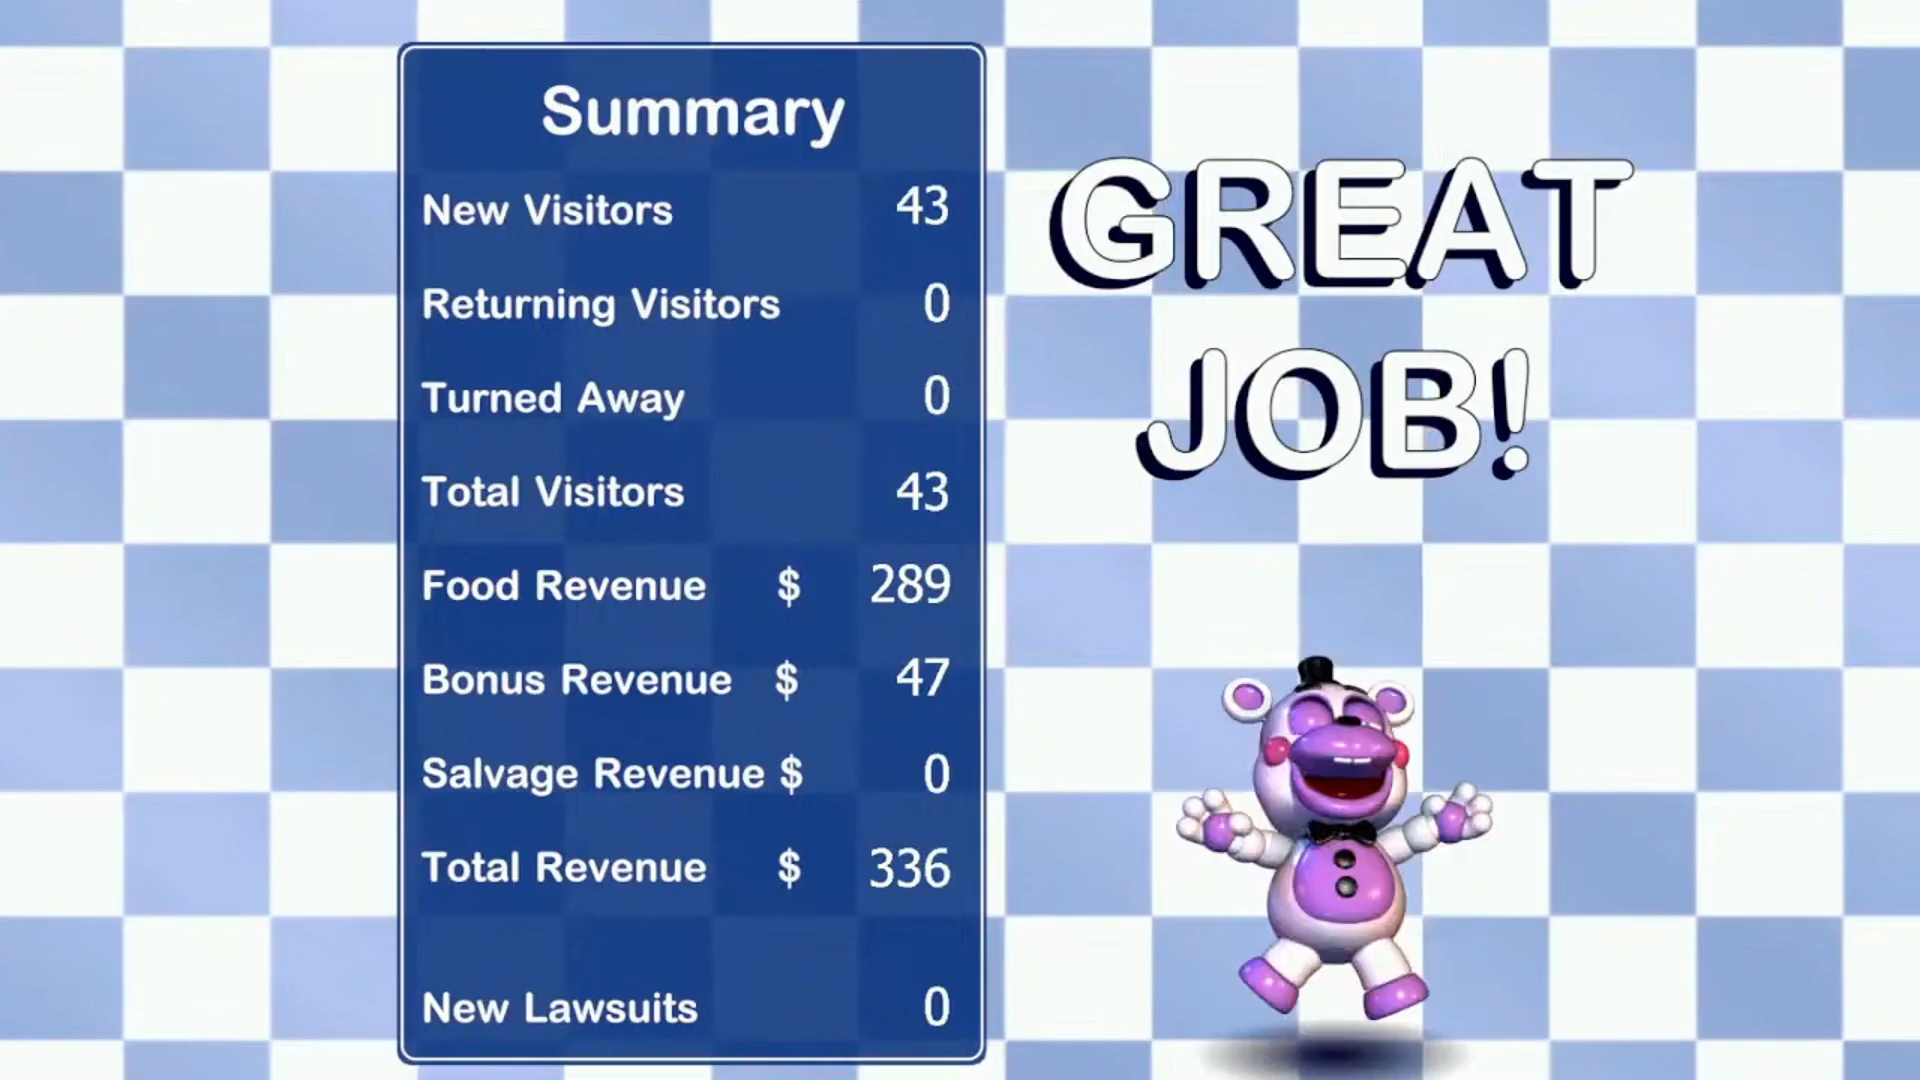 Summary
New Visitors 43
Returning Visitors 0
Turned Away 0
Total Visitors 43
Food Revenue $ 289
Bonus Revenue $ 47
Salvage Revenue $ 0
Total Revenue $ 336
New Lawsuits 0
GREAT
JOB!